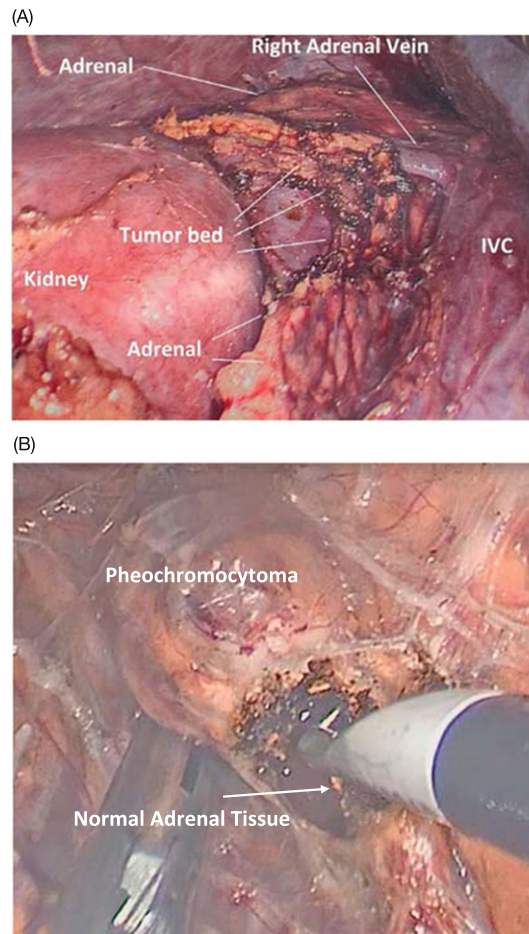 (A)
Right Adrenal Vein
Adrenal
Tumor bed
IVC
Kidney
Adrenal
(B)
Pheochromocytoma
Normal Adrenal Tissue